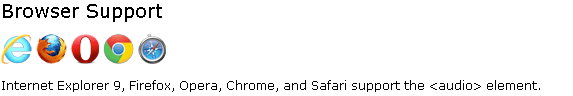 Browser Support
Internet Explorer 9, Firefox, Opera, Chrome, and Safari support the <audio> element.